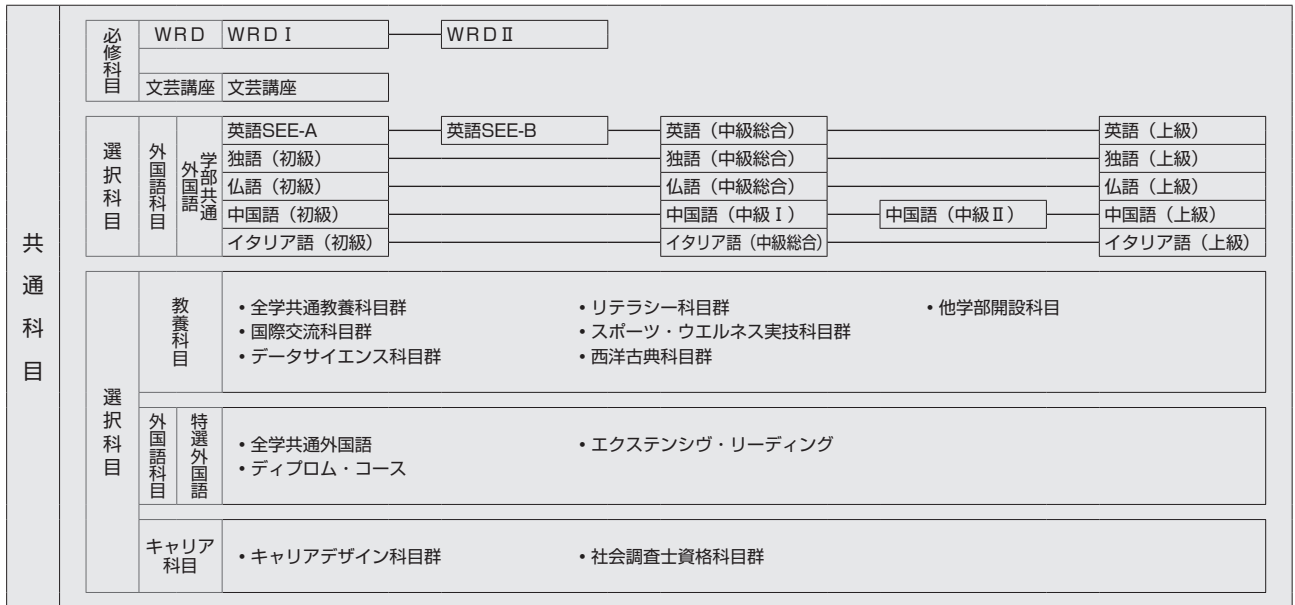 共通科目
必修科目
WRD WRDⅠ WRDⅡ
文芸講座 文芸講座
選択科目
外国語科目
学部共通外国語
英語SEE-A 英語SEE-B 英語（中級総合） 英語（上級）
独語（初級） 独語（中級総合） 独語（上級）
仏語（初級） 仏語（中級総合） 仏語（上級）
中国語（初級） 中国語（中級Ⅰ） 中国語（中級Ⅱ） 中国語（上級）
イタリア語（初級） イタリア語（中級総合） イタリア語（上級）
選択科目
教養科目
・全学共通教養科目群 ・リテラシー科目群 ・他学部開設科目
・国際交流科目群 ・スポーツ・ウエルネス実技科目群
・データサイエンス科目群 ・西洋古典科目群
外国語科目
特選外国語
・全学共通外国語 ・エクステンシヴ・リーディング
・ディプロム・コース
キャリア
科目
・キャリアデザイン科目群 ・社会調査士資格科目群